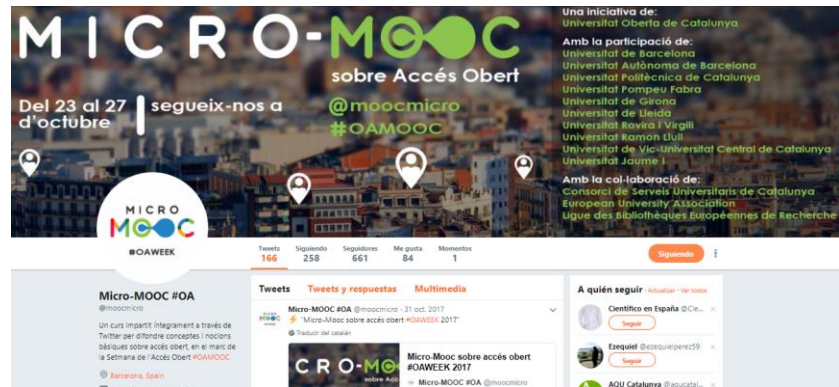 MICRO-MOOC
sobre Accés Obert
Del 23 al 27
d'octubre
segueix-nos a
@moocmicro
#OAMOOC
Una iniciativa de:
Universitat Oberta de Catalunya
Amb la participació de:
Universitat de Barcelona
Universitat Autònoma de Barcelona
Universitat Politècnica de Catalunya
Universitat Pompeu Fabra
Universitat de Girona
Universitat de Lleida
Universitat Rovira i Virgili
Universitat Ramon Llull
Universitat de Vic-Universitat Central de Catalunya
Universitat Jaume I
Amb la col·laboració de:
Consorci de Serveis Universitaris de Catalunya
European University Association
Ligue des Bibliothèques Européennes de Recherche
MICRO
MOOC
#OAWEEK
Tweets Siguiendo Seguidores Me gusta Momentos
166 258 661 84 1
Siguiendo
Micro-MOOC #OA
@moocmicro
Un curs impartit íntegrament a través de
Twitter per difondre conceptes i nocions
bàsiques sobre accés obert, en el marc de
la Setmana de l'Accés Obert #OAMOOC
Barcelona, Spain
Tweets Tweets y respuestas Multimedia
Micro-MOOC #OA @moocmicro · 31 oct. 2017
"Micro-Mooc sobre accés obert #OAWEEK 2017"
Traducir del catalán
CRO-MO
sobre Acc
Micro-Mooc sobre accés obert
#OAWEEK 2017
Micro-MOOC #OA @moocmicro
A quién seguir · Actualizar · Ver todos
Científico en España @Cie...
Seguir
Ezequiel @ezequielperez59
Seguir
AQU Catalunya @aqucatal...